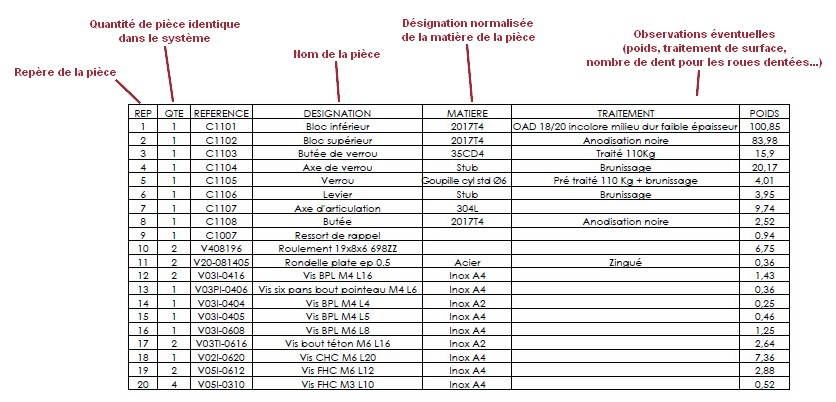 Quantité de pièce identique
dans le système
Désignation normalisée
de la matière de la pièce
Observations éventuelles
(poids, traitement de surface,
nombre de dent pour les roues dentées...)
Nom de la pièce
Repère de la pièce
REP QTE REFERENCE DESIGNATION MATIERE TRAITEMENT POIDS
1 1 C1101 Bloc inférieur 2017T4 OAD 18/20 incolore milieu dur faible épaisseur 100,85
2 1 C1102 Bloc supérieur 2017T4 Anodisation noire 83,98
3 1 C1103 Butée de verrou 35CD4 Traité 110Kg 15,9
4 1 C1104 Axe de verrou Stub Brunissage 20,17
5 1 C1105 Verrou Goupille cyl std Ø6 Pré traité 110 Kg + brunissage 4,01
6 1 C1106 Levier Stub Brunissage 3,95
7 1 C1107 Axe d'articulation 304L 9,74
8 1 C1108 Butée 2017T4 Anodisation noire 2,52
9 1 C1007 Ressort de rappel 0,94
10 2 V408196 Roulement 19x8x6 698ZZ 6,75
11 2 V20-081405 Rondelle plate ep 0.5 Acier Zingué 0,36
12 2 V03I-0416 Vis BPL M4 L16 Inox A4 1,43
13 1 V03PI-0406 Vis six pans bout pointeau M4 L6 Inox A4 0,36
14 1 V03I-0404 Vis BPL M4 L4 Inox A2 0,25
15 1 V03I-0405 Vis BPL M4 L5 Inox A4 0,46
16 1 V03I-0608 Vis BPL M6 L8 Inox A4 1,25
17 2 V03TI-0616 Vis bout téton M6 L16 Inox A2 2,64
18 1 V02I-0620 Vis CHC M6 L20 Inox A4 7,36
19 2 V05I-0612 Vis FHC M6 L12 Inox A4 2,88
20 4 V05I-0310 Vis FHC M3 L10 Inox A4 0,52